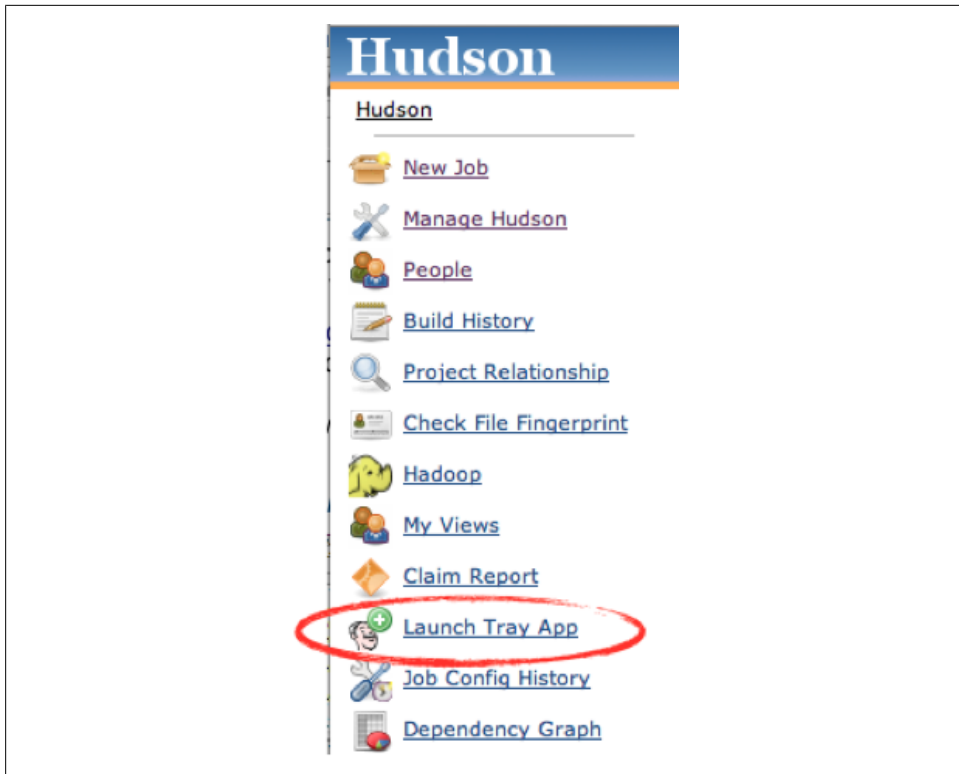 Hudson
Hudson
New Job
Manage Hudson
People
Build History
Project Relationship
Check File Fingerprint
Hadoop
My Views
Claim Report
Launch Tray App
Job Config History
Dependency Graph